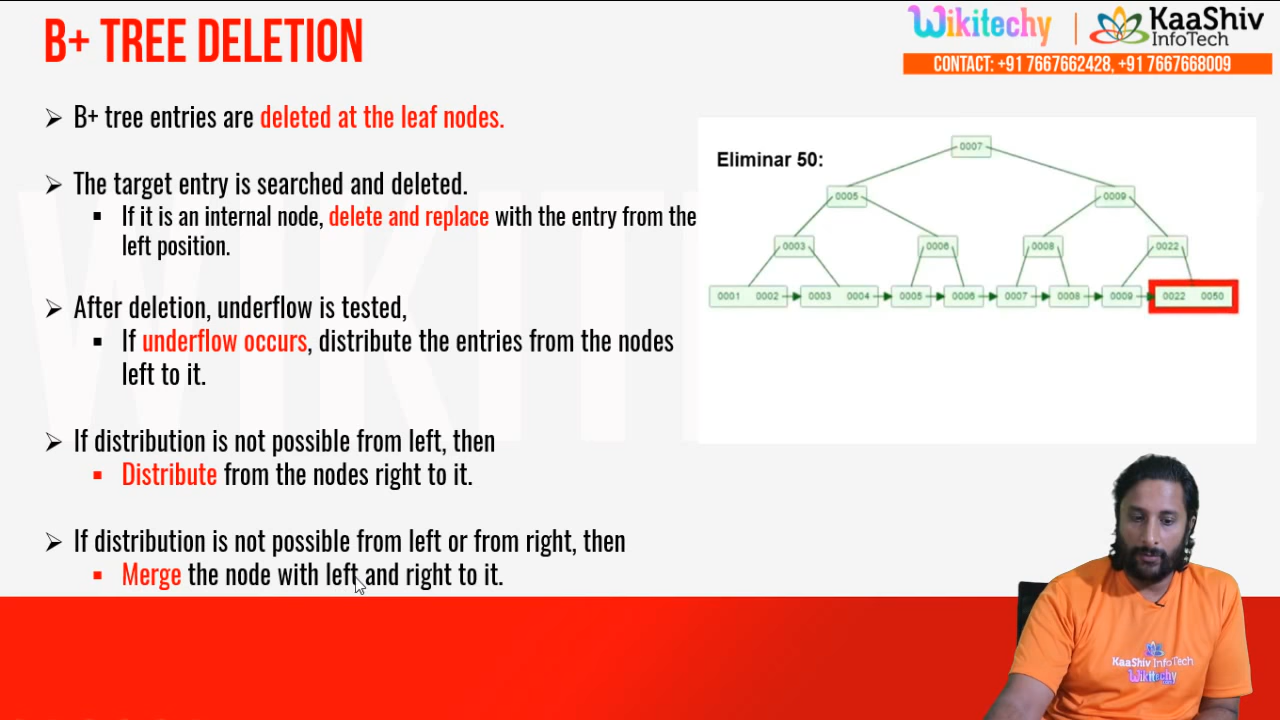 B+ TREE DELETION
Wikitechy
KaaShiv
InfoTech
CONTACT: +91 7667662428, +91 7667668009
➢ B+ tree entries are deleted at the leaf nodes.
➢ The target entry is searched and deleted.
▪ If it is an internal node, delete and replace with the entry from the
left position.
➢ After deletion, underflow is tested,
▪ If underflow occurs, distribute the entries from the nodes
left to it.
➢ If distribution is not possible from left, then
▪ Distribute from the nodes right to it.
➢ If distribution is not possible from left or from right, then
▪ Merge the node with left and right to it.
Eliminar 50:
0007
0005 0009
0003 0006 0008 0022
0001 0002 0003 0004 0005 0006 0007 0008 0009 0022 0050
KaaShiv InfoTech
Wikitechy